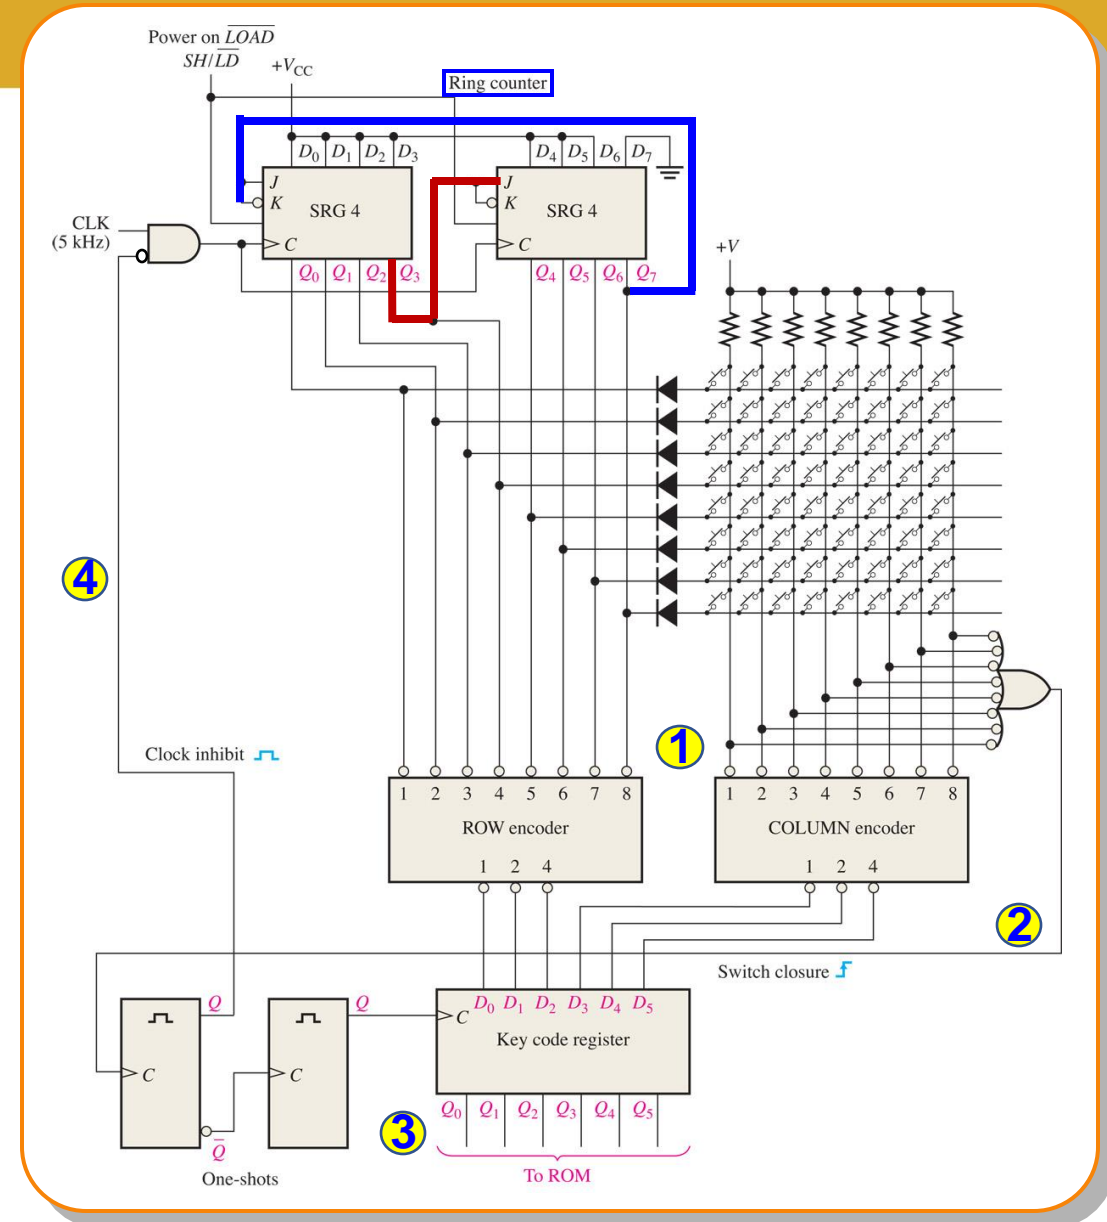 Power on L̅O̅A̅D̅
SH/L̅D̅
+VCC
Ring counter
D0 D1 D2 D3
D4 D5 D6 D7
J
K
SRG 4
C
J
K
SRG 4
C
CLK
(5 kHz)
Q0 Q1 Q2 Q3
Q4 Q5 Q6 Q7
+V
4
1
Clock inhibit
1 2 3 4 5 6 7 8
ROW encoder
1 2 4
1 2 3 4 5 6 7 8
COLUMN encoder
1 2 4
2
Switch closure
Q
C
Q̅
Q
C
One-shots
D0 D1 D2 D3 D4 D5
C
Key code register
Q0 Q1 Q2 Q3 Q4 Q5
3
To ROM